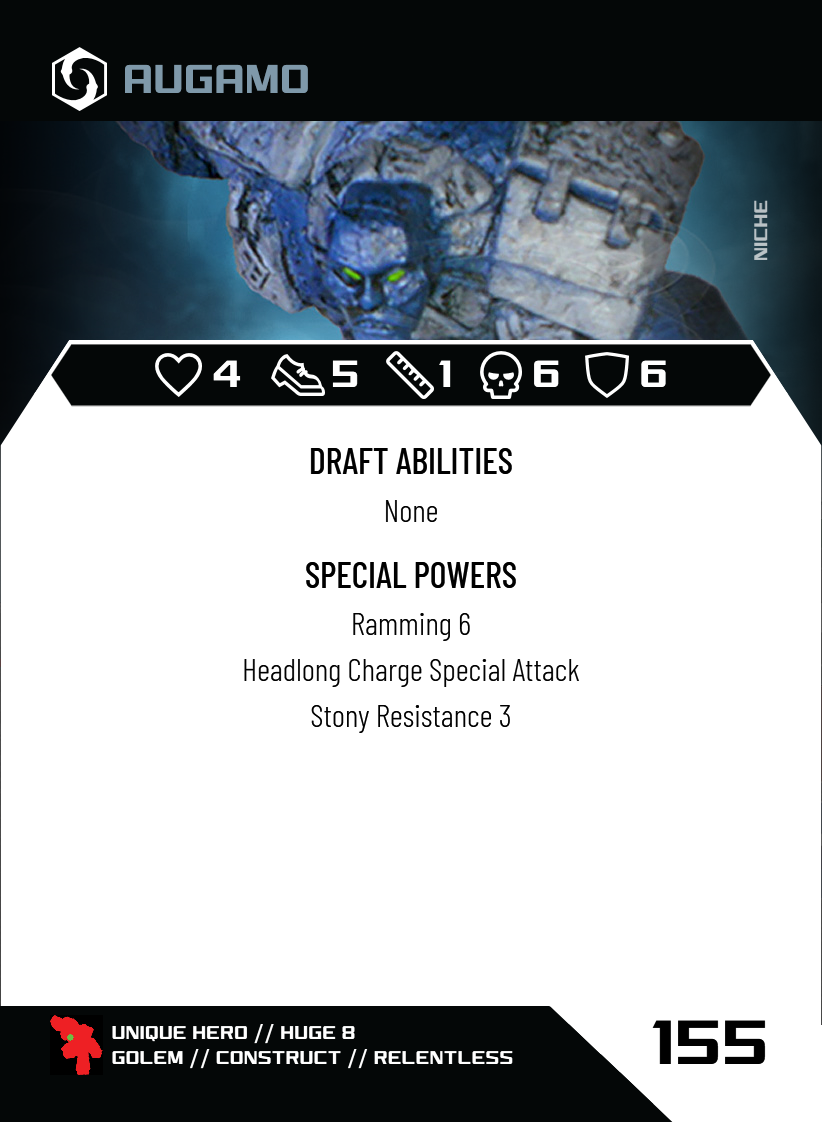 AUGAMO
NICHE
4 5 1 6 6
DRAFT ABILITIES
None
SPECIAL POWERS
Ramming 6
Headlong Charge Special Attack
Stony Resistance 3
UNIQUE HERO // HUGE 8
GOLEM // CONSTRUCT // RELENTLESS
155